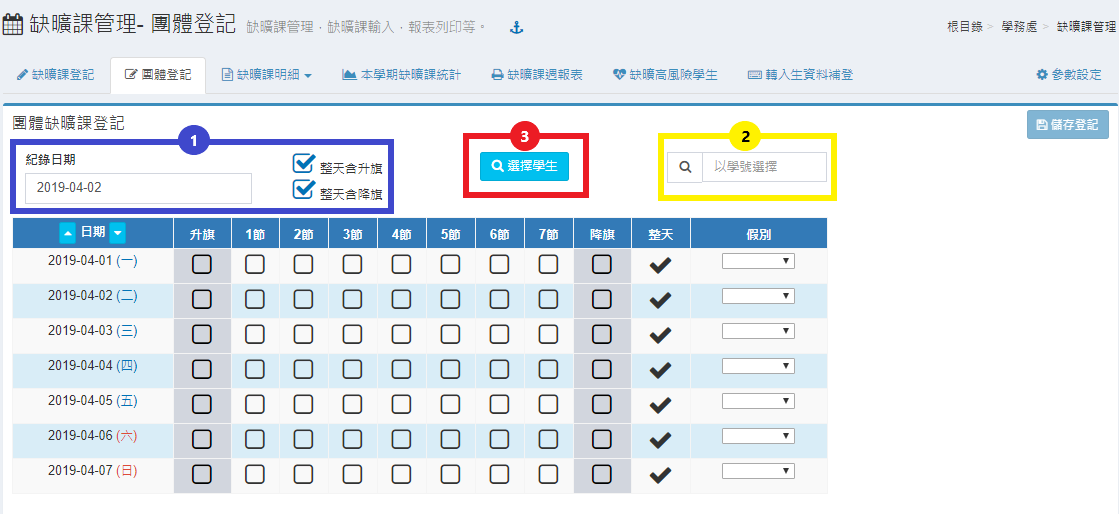 缺曠課管理- 團體登記 缺曠課管理，缺曠課輸入，報表列印等。 根目錄 > 學務處 > 缺曠課管理
缺曠課登記 團體登記 缺曠課明細 本學期缺曠課統計 缺曠課週報表 缺曠高風險學生 轉入生資料補登 參數設定
團體缺曠課登記 儲存登記
1 3 2
紀錄日期 整天含升旗 選擇學生 以學號選擇
2019-04-02 整天含降旗
日期 升旗 1節 2節 3節 4節 5節 6節 7節 降旗 整天 假別
2019-04-01 (一)
2019-04-02 (二)
2019-04-03 (三)
2019-04-04 (四)
2019-04-05 (五)
2019-04-06 (六)
2019-04-07 (日)